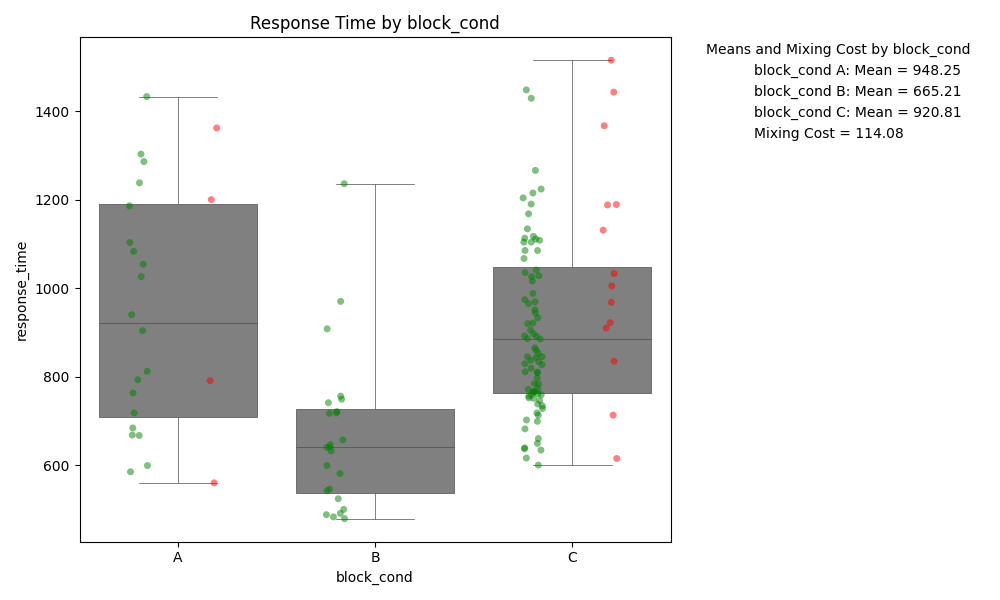 Response Time by block_cond
Means and Mixing Cost by block_cond
block_cond A: Mean = 948.25
block_cond B: Mean = 665.21
block_cond C: Mean = 920.81
Mixing Cost = 114.08
response_time
1400
1200
1000
800
600
A
B
C
block_cond